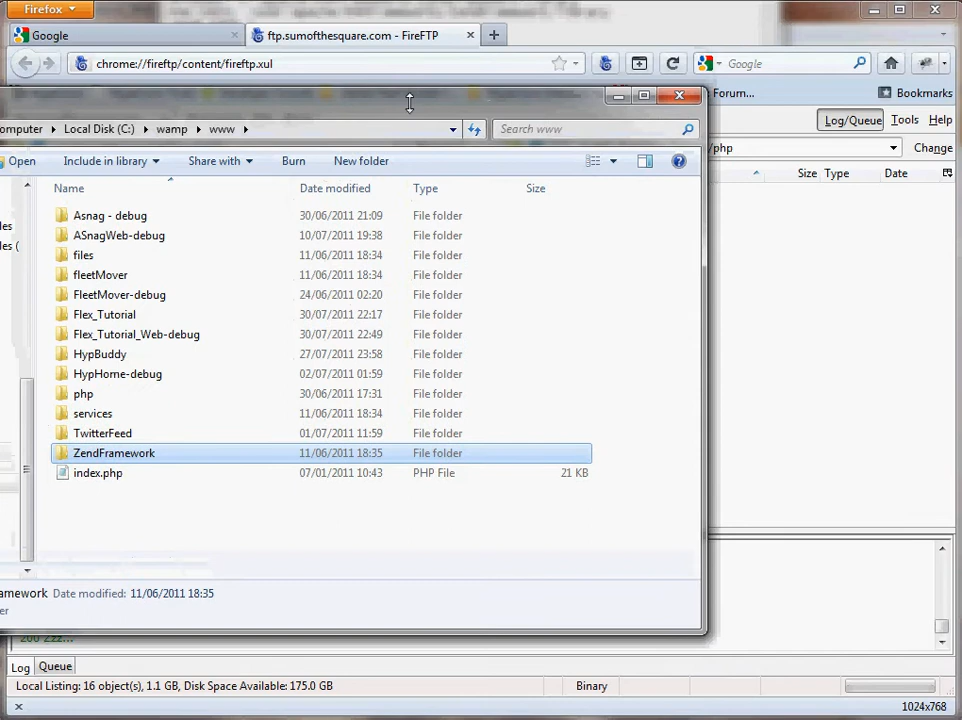 Firefox
Google
ftp.sumofthesquare.com - FireFTP
chrome://fireftp/content/fireftp.xul
Google
Forum...
Bookmarks
omputer
Local Disk (C:)
wamp
www
Search www
Log/Queue
Tools
Help
Open
Include in library
Share with
Burn
New folder
/php
Change
Name
Date modified
Type
Size
Size
Type
Date
Asnag - debug 30/06/2011 21:09 File folder
ASnagWeb-debug 10/07/2011 19:38 File folder
files 11/06/2011 18:34 File folder
fleetMover 11/06/2011 18:34 File folder
FleetMover-debug 24/06/2011 02:20 File folder
Flex_Tutorial 30/07/2011 22:17 File folder
Flex_Tutorial_Web-debug 30/07/2011 22:49 File folder
HypBuddy 27/07/2011 23:58 File folder
HypHome-debug 02/07/2011 01:59 File folder
php 30/06/2011 17:31 File folder
services 11/06/2011 18:34 File folder
TwitterFeed 01/07/2011 11:59 File folder
ZendFramework 11/06/2011 18:35 File folder
index.php 07/01/2011 10:43 PHP File 21 KB
les
es (
amework Date modified: 11/06/2011 18:35
er
200 Zzz...
Log
Queue
Local Listing: 16 object(s), 1.1 GB, Disk Space Available: 175.0 GB
Binary
1024x768